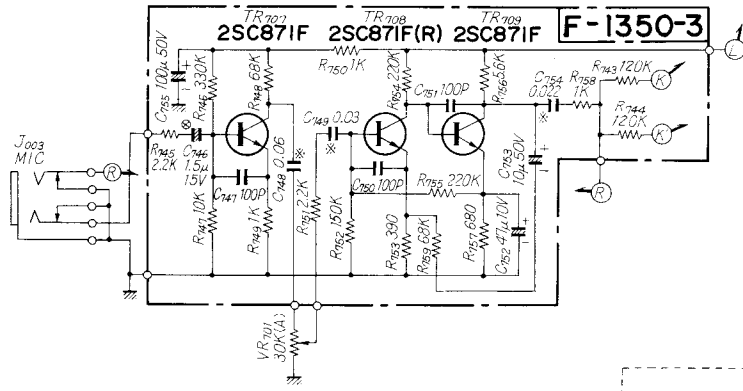 TR707
2SC871F
TR708
2SC871F(R)
TR709
2SC871F
F-1350-3
1
L
C755 100μ 50V
R746 330K
R748 68K
R750 1K
R754 220K
C751 100P
R756 5.6K
C754
0.022
※
R758
1K
R743 120K
K
R744
120K
K'
R
J003
MIC
R
R745
2.2K
⊗
C746
1.5μ
15V
C747 100P
R747 10K
R749 1K
C748 0.06
※
C749 0.03
※
R751 2.2K
R752 150K
C750 100P
R753 390
R755 220K
R759 68K
R757 680
C752 47μ 10V
C753
10μ 50V
※
VR701
30K(A)